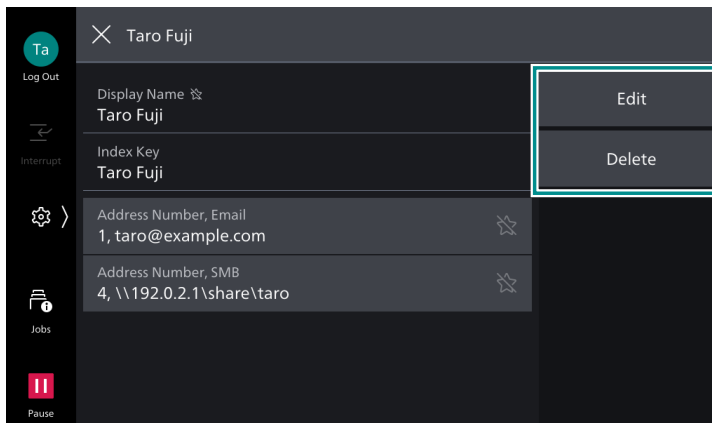 Ta
Log Out
Interrupt
Jobs
Pause
Taro Fuji
Display Name
Taro Fuji
Index Key
Taro Fuji
Address Number, Email
1, taro@example.com
Address Number, SMB
4, \\192.0.2.1\share\taro
Edit
Delete